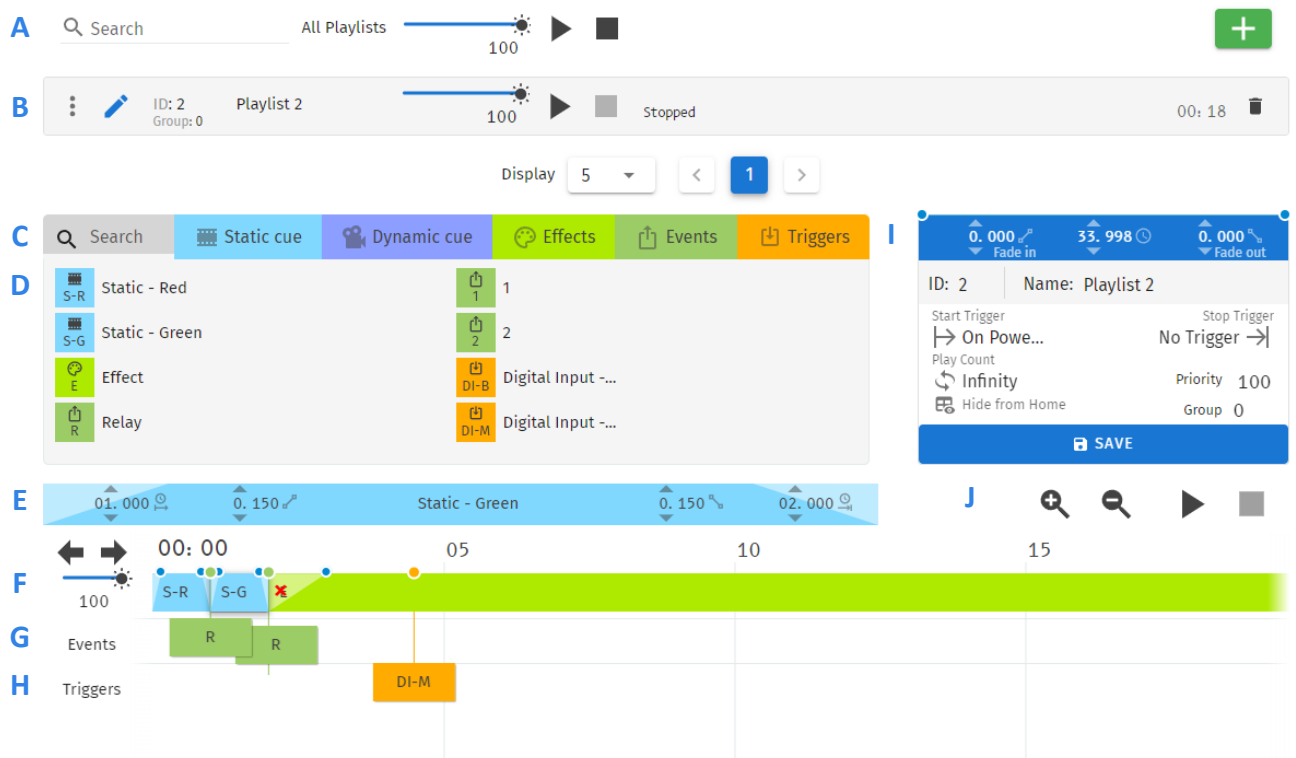 A Search All Playlists 100
B ID: 2 Group: 0 Playlist 2 100 Stopped 00: 18
Display 5 1
C Search Static cue Dynamic cue Effects Events Triggers
I 0. 000 Fade in 33. 998 0. 000 Fade out
D S-R Static - Red 1 1
S-G Static - Green 2 2
E Effect DI-B Digital Input -...
R Relay DI-M Digital Input -...
ID: 2 Name: Playlist 2
Start Trigger Stop Trigger
On Powe... No Trigger
Play Count
Infinity Priority 100
Hide from Home Group 0
SAVE
E 01. 000 0. 150 Static - Green 0. 150 02. 000
J
00: 00 05 10 15
F 100 S-R S-G E
G Events R R
H Triggers DI-M